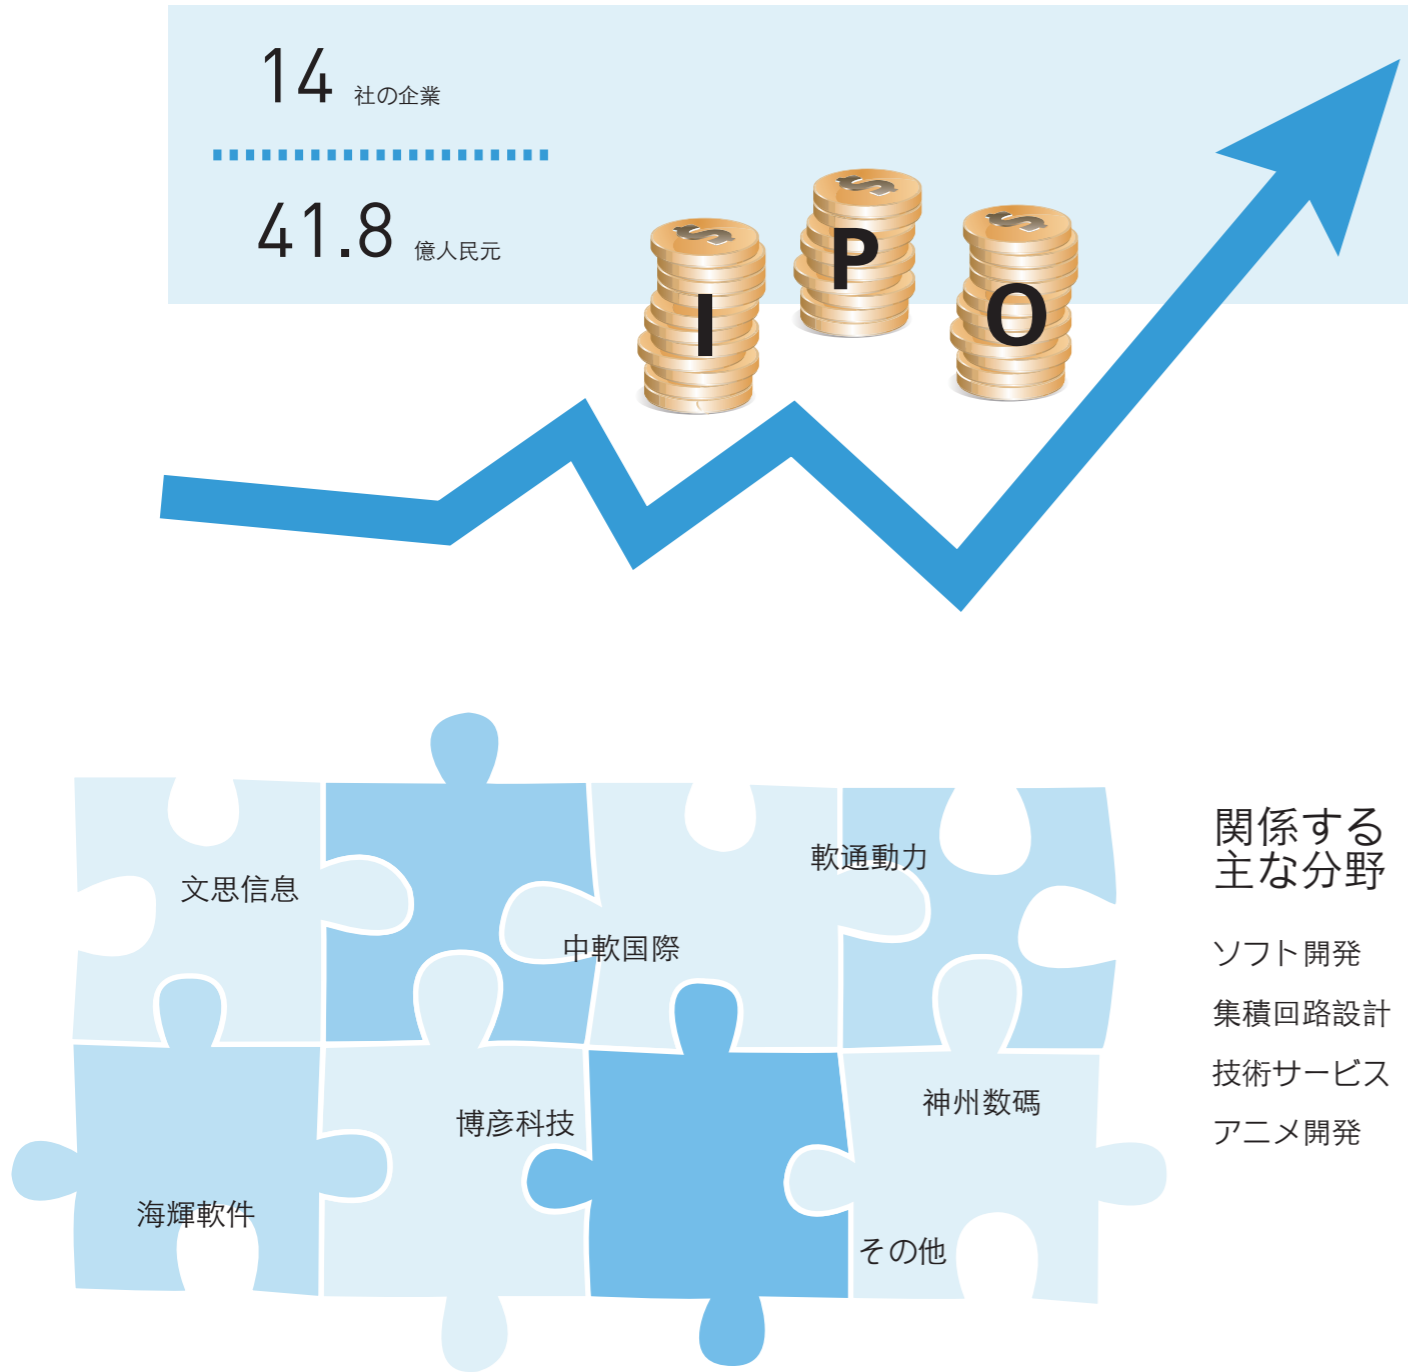 14 社の企業
41.8 億人民元
I P O
文思信息
軟通動力
中軟国際
博彦科技
神州数碼
海輝軟件
その他
関係する
主な分野
ソフト開発
集積回路設計
技術サービス
アニメ開発